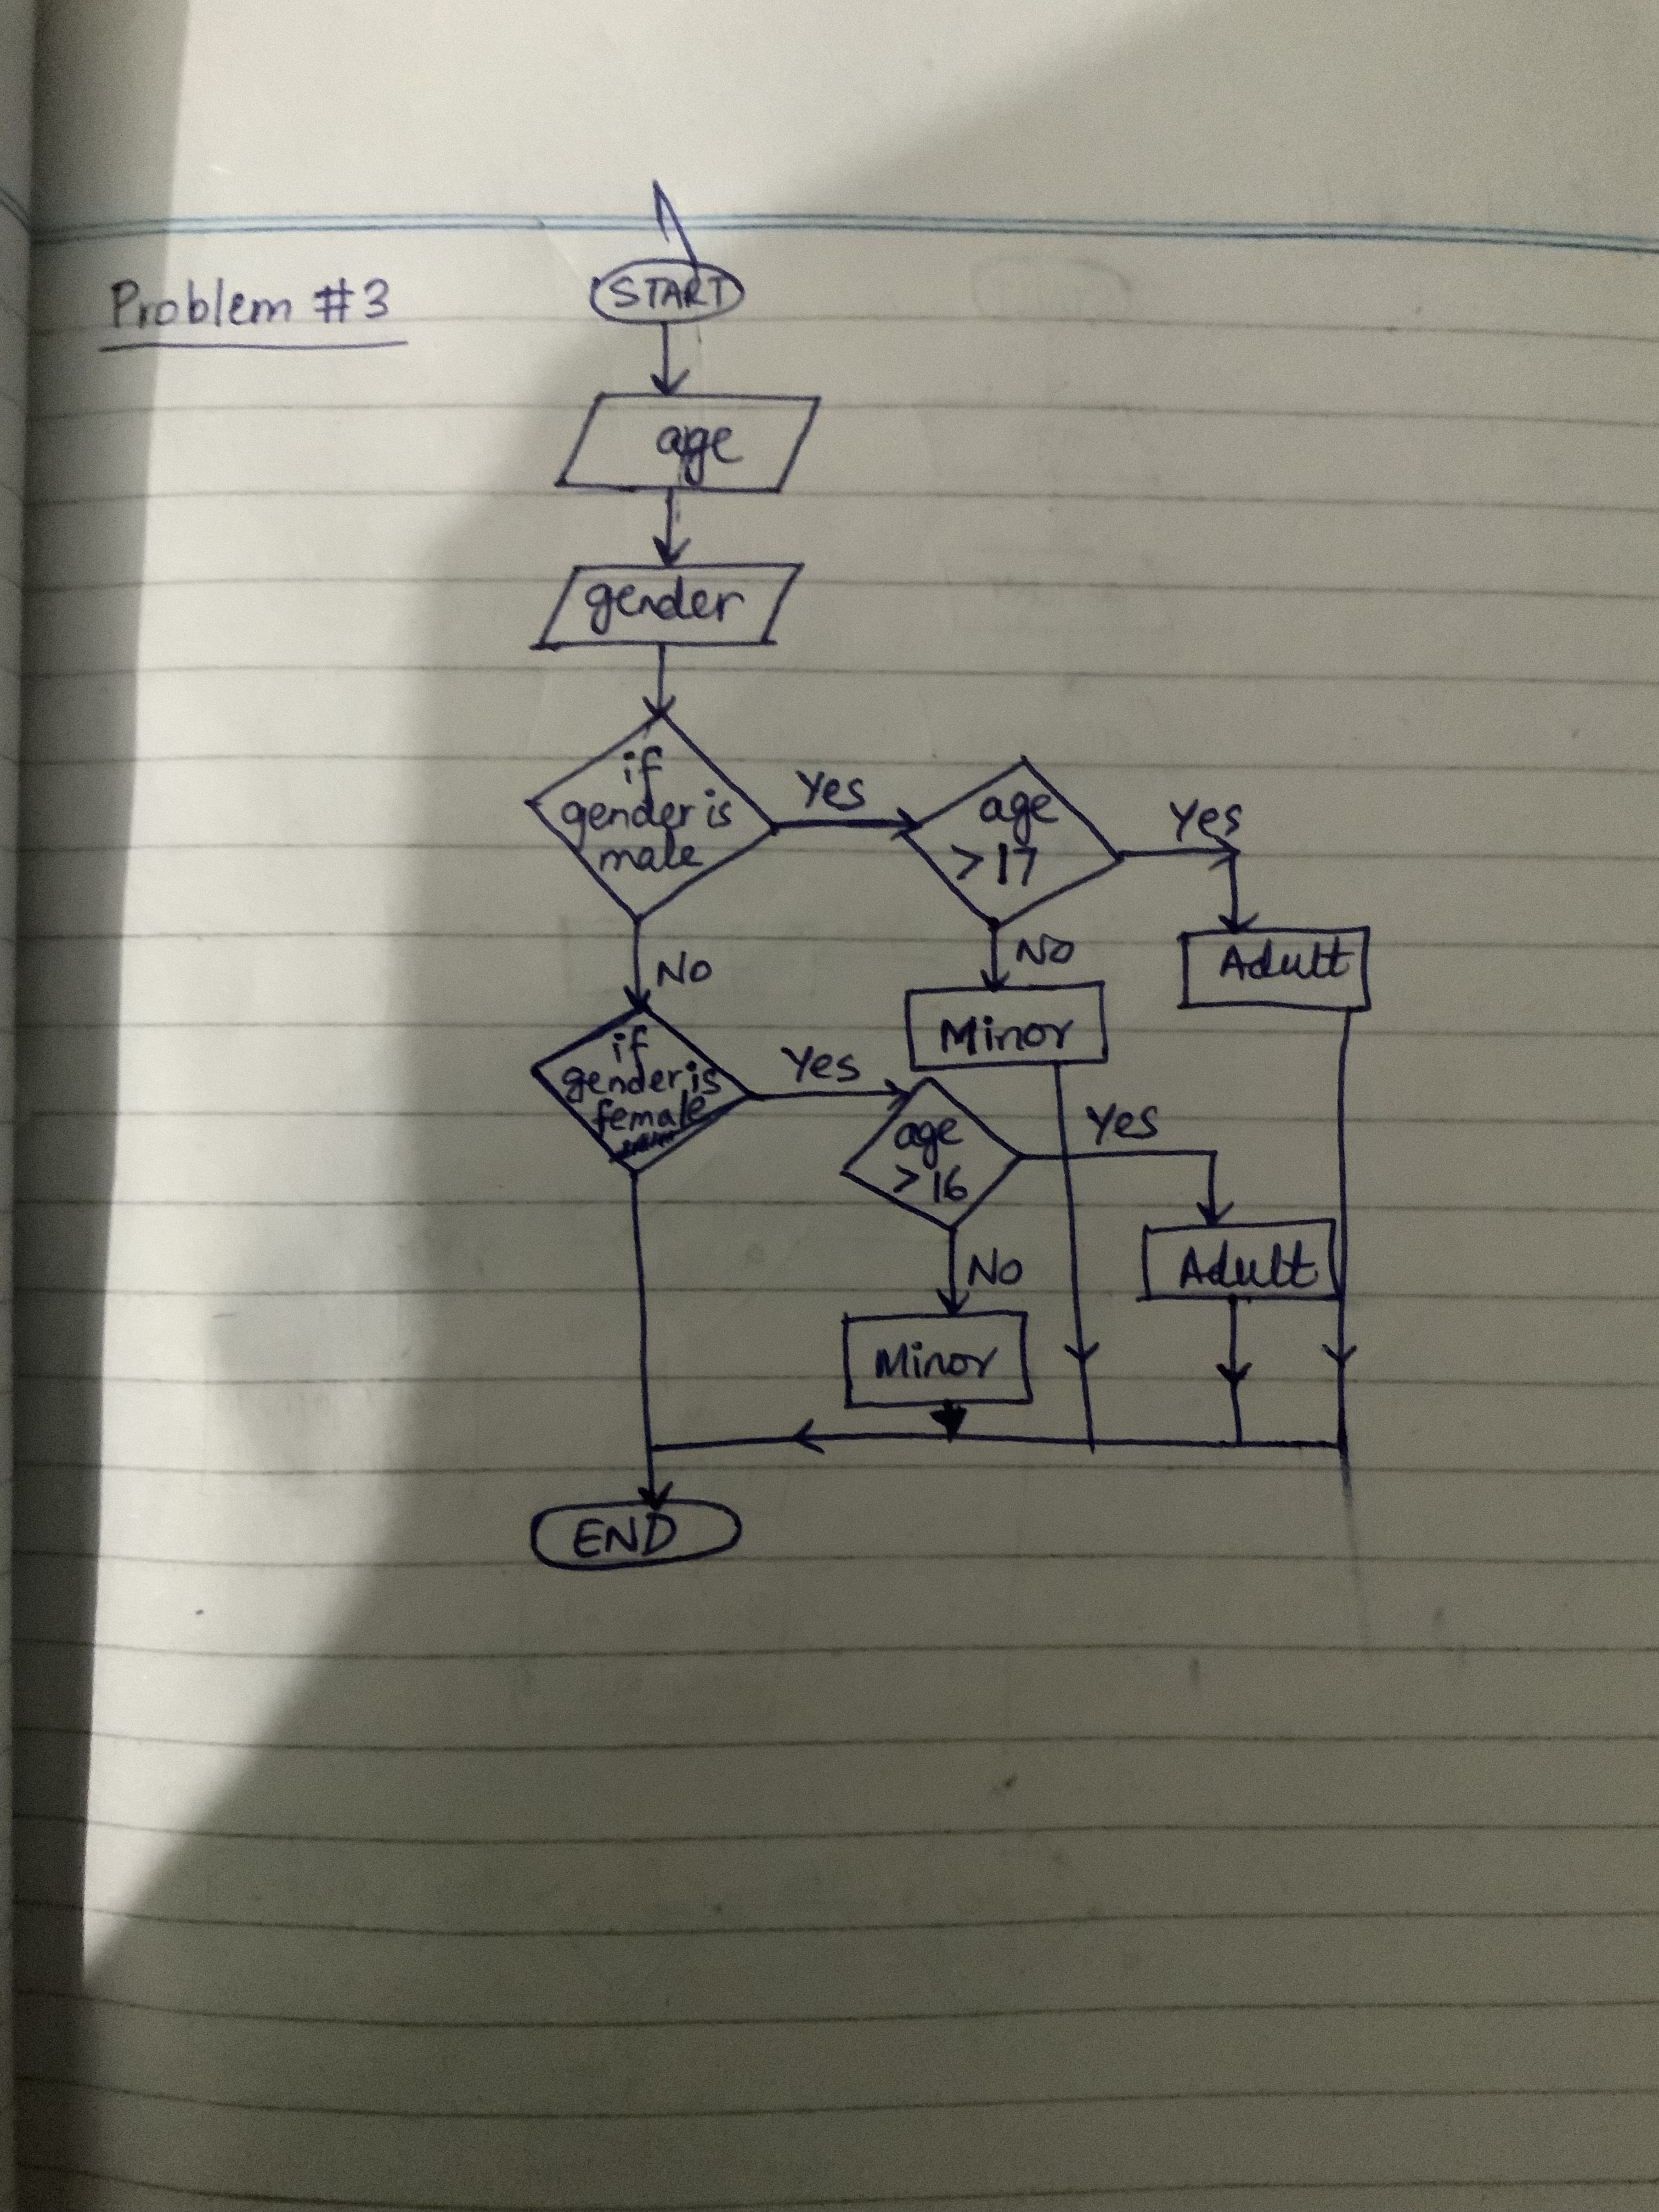 Problem #3
START
age
gender
if
gender is
male
Yes
age
>17
Yes
Adult
No
Minor
No
if
gender is
female
Yes
age
>16
Yes
Adult
No
Minor
END